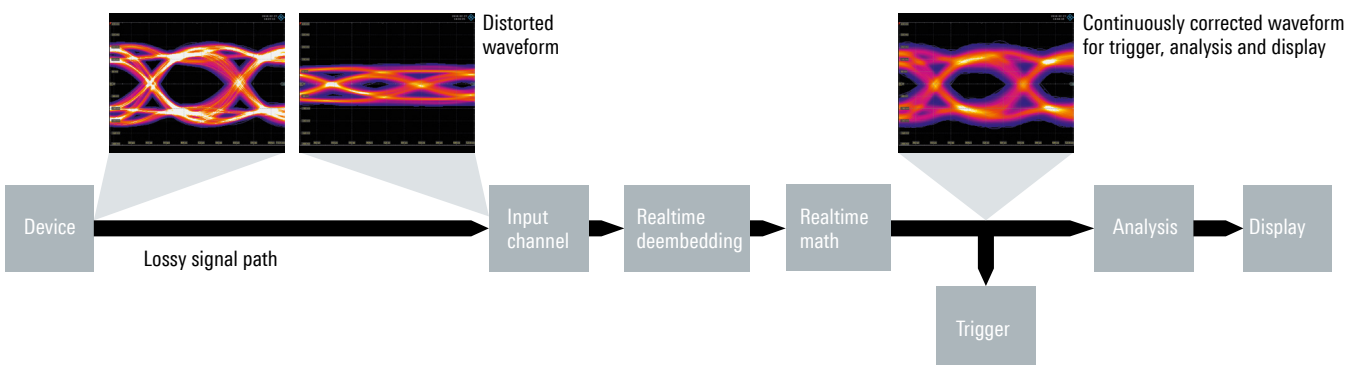 Distorted
waveform
Continuously corrected waveform
for trigger, analysis and display
Device
Lossy signal path
Input
channel
Realtime
deembedding
Realtime
math
Analysis
Display
Trigger